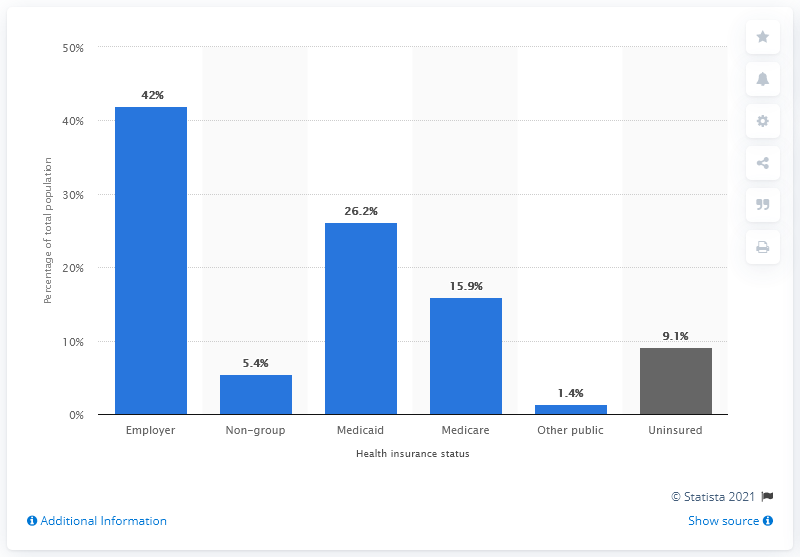 50%
40%
30%
20%
10%
0%
Percentage of total population
42%
5.4%
26.2%
15.9%
1.4%
9.1%
Employer
Non-group
Medicaid
Medicare
Other public
Uninsured
Health insurance status
© Statista 2021
Additional Information
Show source